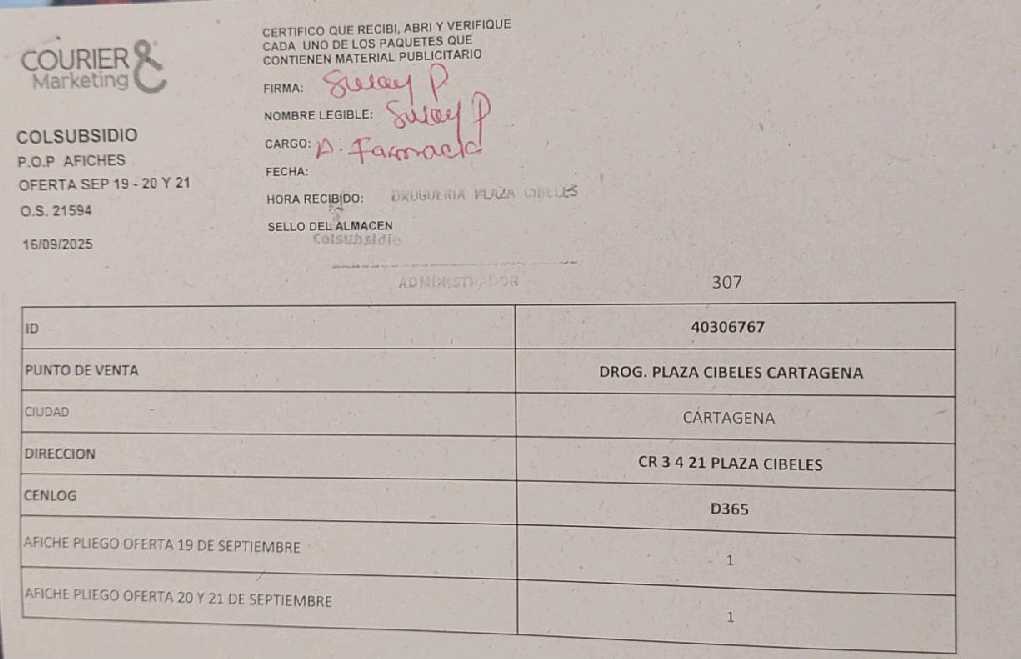 COURIER &
Marketing
COLSUBSIDIO
P.O.P AFICHES
OFERTA SEP 19 - 20 Y 21
O.S. 21594
16/09/2025
CERTIFICO QUE RECIBI, ABRI Y VERIFIQUE
CADA UNO DE LOS PAQUETES QUE
CONTIENEN MATERIAL PUBLICITARIO
FIRMA:
NOMBRE LEGIBLE:
CARGO: A. Farmacia
FECHA:
HORA RECIBIDO: DROGUERIA PLAZA CIBELES
SELLO DEL ALMACEN
Colsubsidio
ADMINISTRADOR
307
ID 40306767
PUNTO DE VENTA DROG. PLAZA CIBELES CARTAGENA
CIUDAD CARTAGENA
DIRECCION CR 3 4 21 PLAZA CIBELES
CENLOG D365
AFICHE PLIEGO OFERTA 19 DE SEPTIEMBRE 1
AFICHE PLIEGO OFERTA 20 Y 21 DE SEPTIEMBRE 1